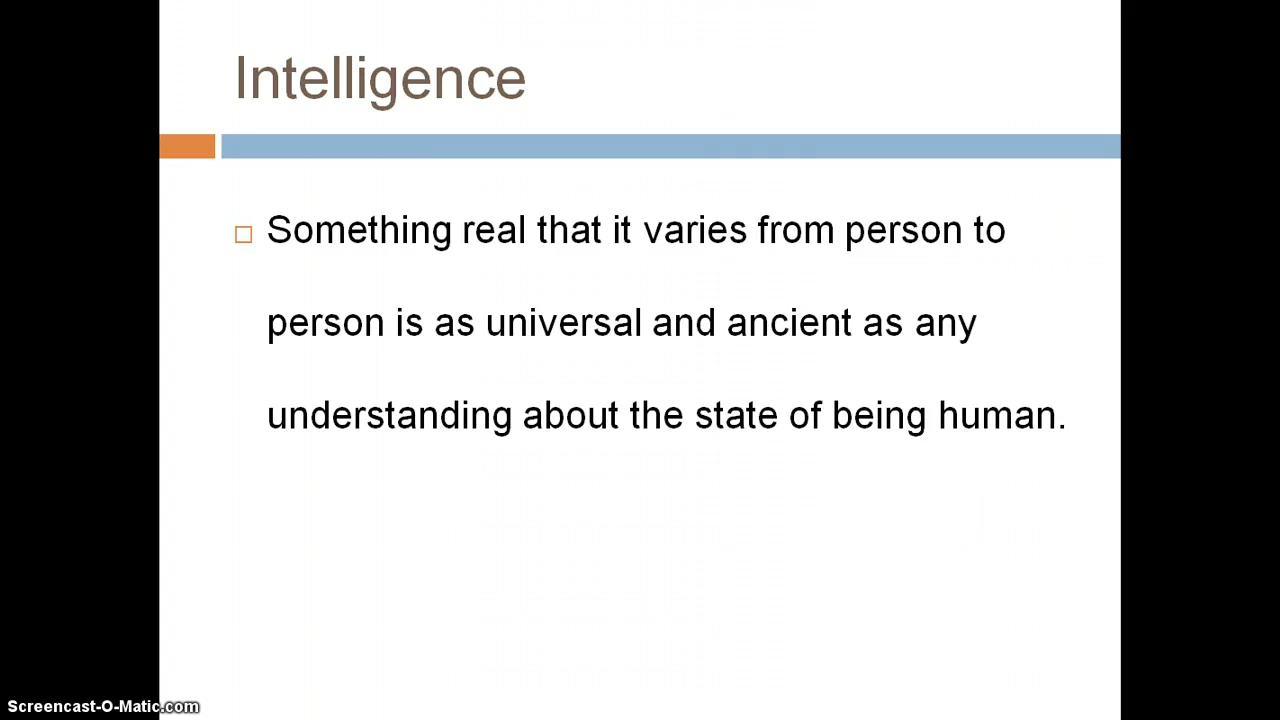 Intelligence
Something real that it varies from person to
person is as universal and ancient as any
understanding about the state of being human.
Screencast-O-Matic.com